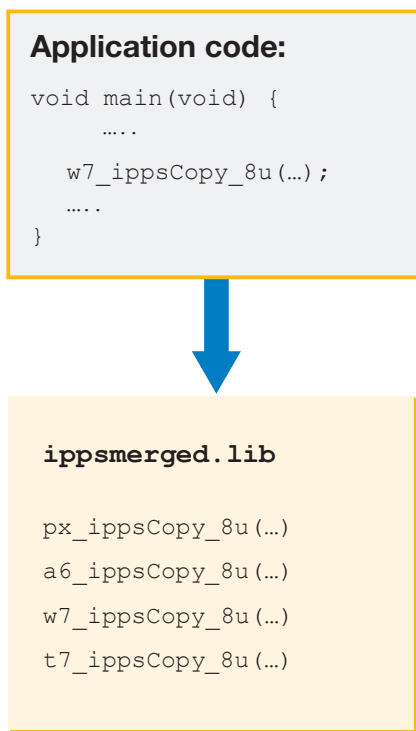 Application code:
void main(void) {
…..
w7_ippsCopy_8u(…);
…..
}
ippsmerged.lib
px_ippsCopy_8u(…)
a6_ippsCopy_8u(…)
w7_ippsCopy_8u(…)
t7_ippsCopy_8u(…)